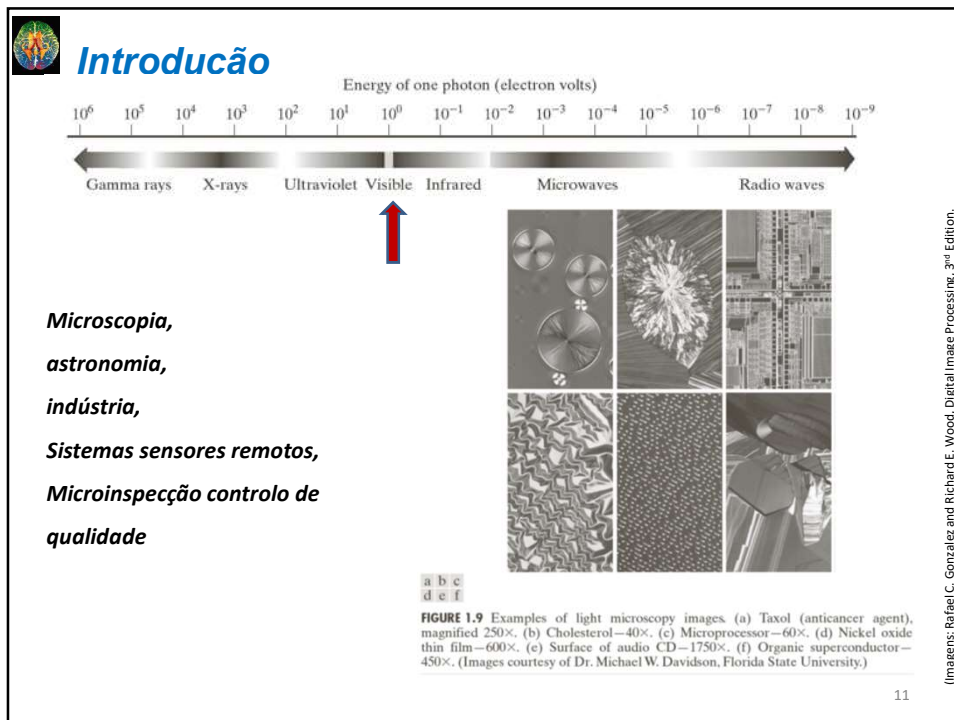 Introducão
Energy of one photon (electron volts)
10⁶ 10⁵ 10⁴ 10³ 10² 10¹ 10⁰ 10⁻¹ 10⁻² 10⁻³ 10⁻⁴ 10⁻⁵ 10⁻⁶ 10⁻⁷ 10⁻⁸ 10⁻⁹
Gamma rays X-rays Ultraviolet Visible Infrared Microwaves Radio waves
Microscopia,
astronomia,
indústria,
Sistemas sensores remotos,
Microinspecção controlo de
qualidade
a b c
d e f
FIGURE 1.9 Examples of light microscopy images. (a) Taxol (anticancer agent),
magnified 250×. (b) Cholesterol—40×. (c) Microprocessor—60×. (d) Nickel oxide
thin film—600×. (e) Surface of audio CD—1750×. (f) Organic superconductor—
450×. (Images courtesy of Dr. Michael W. Davidson, Florida State University.)
(Imagens: Rafael C. Gonzalez and Richard E. Wood, Digital Image Processing, 3ⁿᵈ Edition.
11